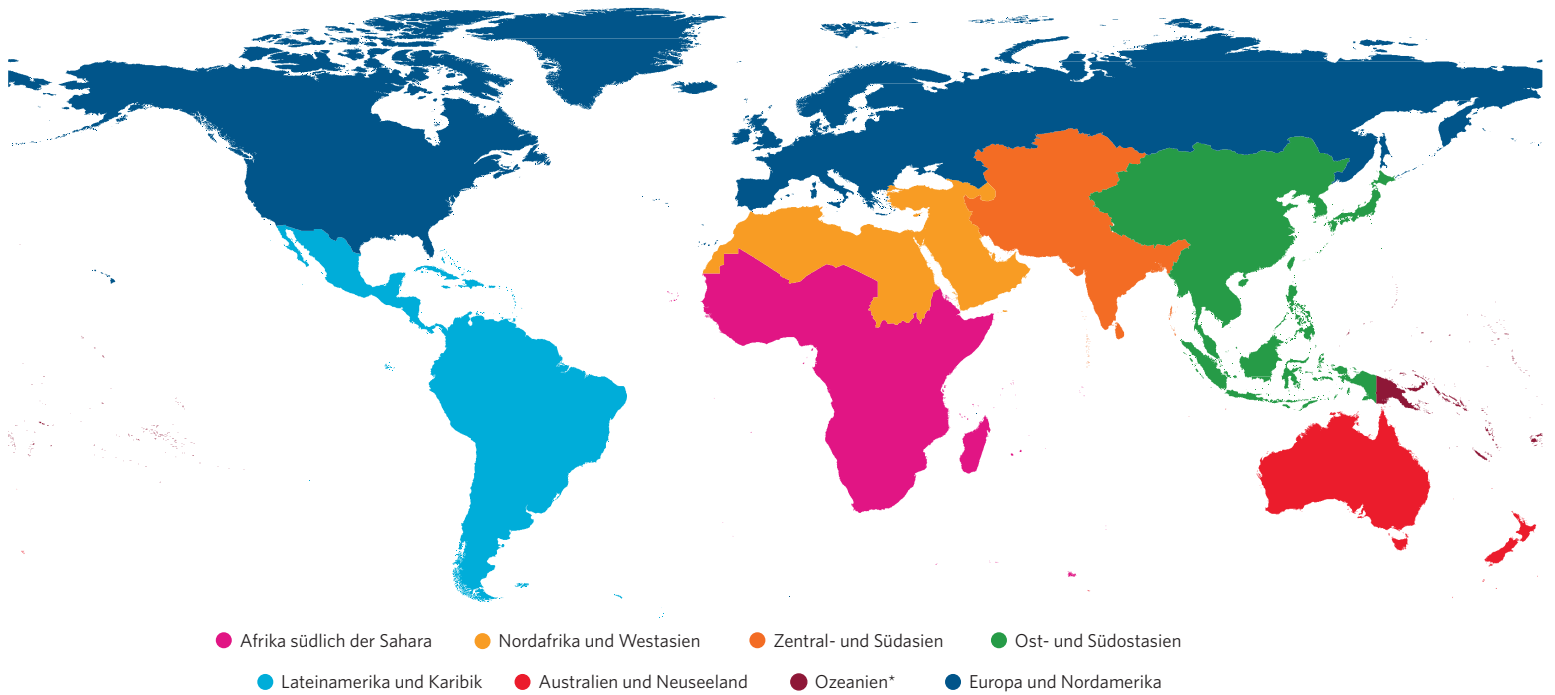 Afrika südlich der Sahara Nordafrika und Westasien Zentral- und Südasien Ost- und Südostasien
Lateinamerika und Karibik Australien und Neuseeland Ozeanien* Europa und Nordamerika